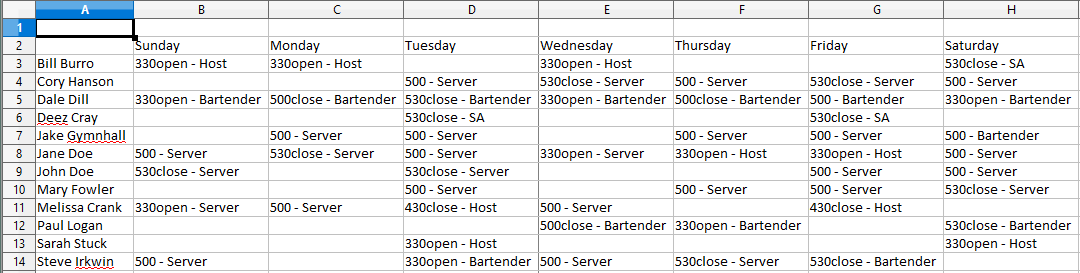 A B C D E F G H
1
2 Sunday Monday Tuesday Wednesday Thursday Friday Saturday
3 Bill Burro 330open - Host 330open - Host 330open - Host 530close - SA
4 Cory Hanson 500 - Server 530close - Server 500 - Server 530close - Server 500 - Server
5 Dale Dill 330open - Bartender 500close - Bartender 530close - Bartender 330open - Bartender 500close - Bartender 500 - Bartender 330open - Bartender
6 Deez Cray 530close - SA 530close - SA
7 Jake Gymnhall 500 - Server 500 - Server 500 - Server 500 - Server 500 - Bartender
8 Jane Doe 500 - Server 530close - Server 500 - Server 330open - Server 330open - Host 330open - Host 500 - Server
9 John Doe 530close - Server 530close - Server 500 - Server 500 - Server
10 Mary Fowler 500 - Server 500 - Server 500 - Server 530close - Server
11 Melissa Crank 330open - Server 500 - Server 430close - Host 500 - Server 430close - Host
12 Paul Logan 500close - Bartender 330open - Bartender 530close - Bartender
13 Sarah Stuck 330open - Host 330open - Host
14 Steve Irkwin 500 - Server 330open - Bartender 500 - Server 530close - Server 530close - Bartender